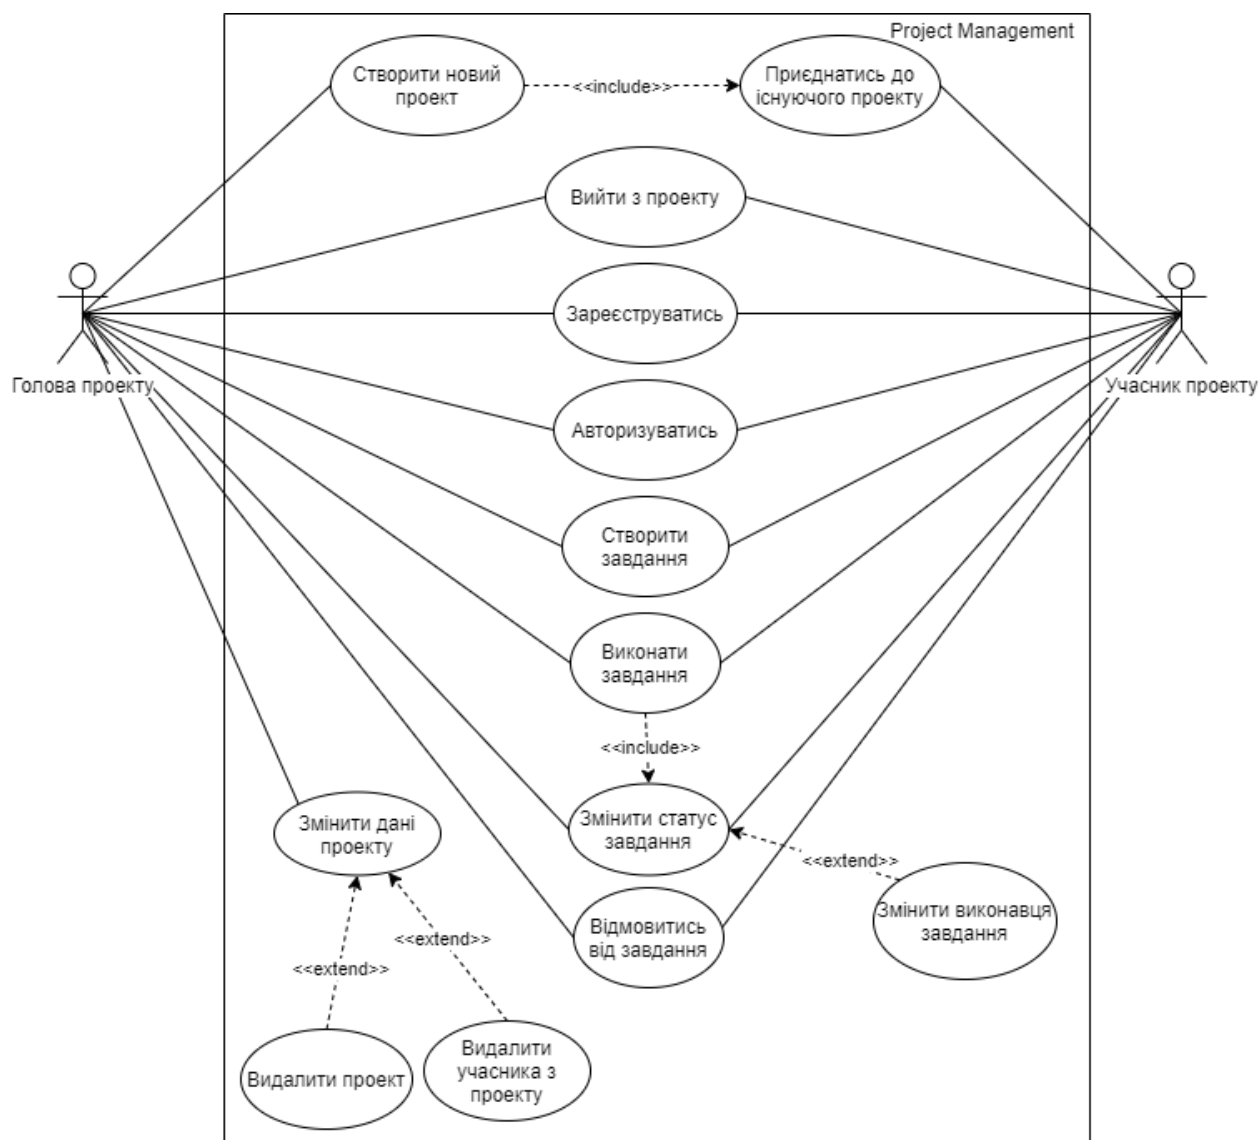 Project Management
Створити новий
проект
<<include>>
Приєднатись до
існуючого проекту
Вийти з проекту
Зареєструватись
Голова проекту
Учасник проекту
Авторизуватись
Створити
завдання
Виконати
завдання
<<include>>
Змінити дані
проекту
Змінити статус
завдання
<<extend>>
Змінити виконавця
завдання
Відмовитись
від завдання
<<extend>>
<<extend>>
Видалити проект
Видалити
учасника з
проекту